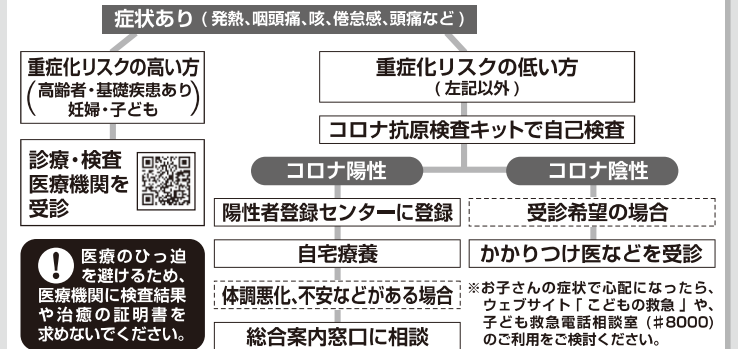 症状あり(発熱、咽頭痛、咳、倦怠感、頭痛など)
重症化リスクの高い方
(高齢者・基礎疾患あり
妊婦・子ども)
診療・検査
医療機関を
受診
! 医療のひっ迫
を避けるため、
医療機関に検査結果
や治癒の証明書を
求めないでください。
重症化リスクの低い方
(左記以外)
コロナ抗原検査キットで自己検査
コロナ陽性
陽性者登録センターに登録
自宅療養
体調悪化、不安などがある場合
総合案内窓口に相談
コロナ陰性
受診希望の場合
かかりつけ医などを受診
※お子さんの症状で心配になったら、
ウェブサイト「こどもの救急」や、
子ども救急電話相談室(♯8000)
のご利用をご検討ください。